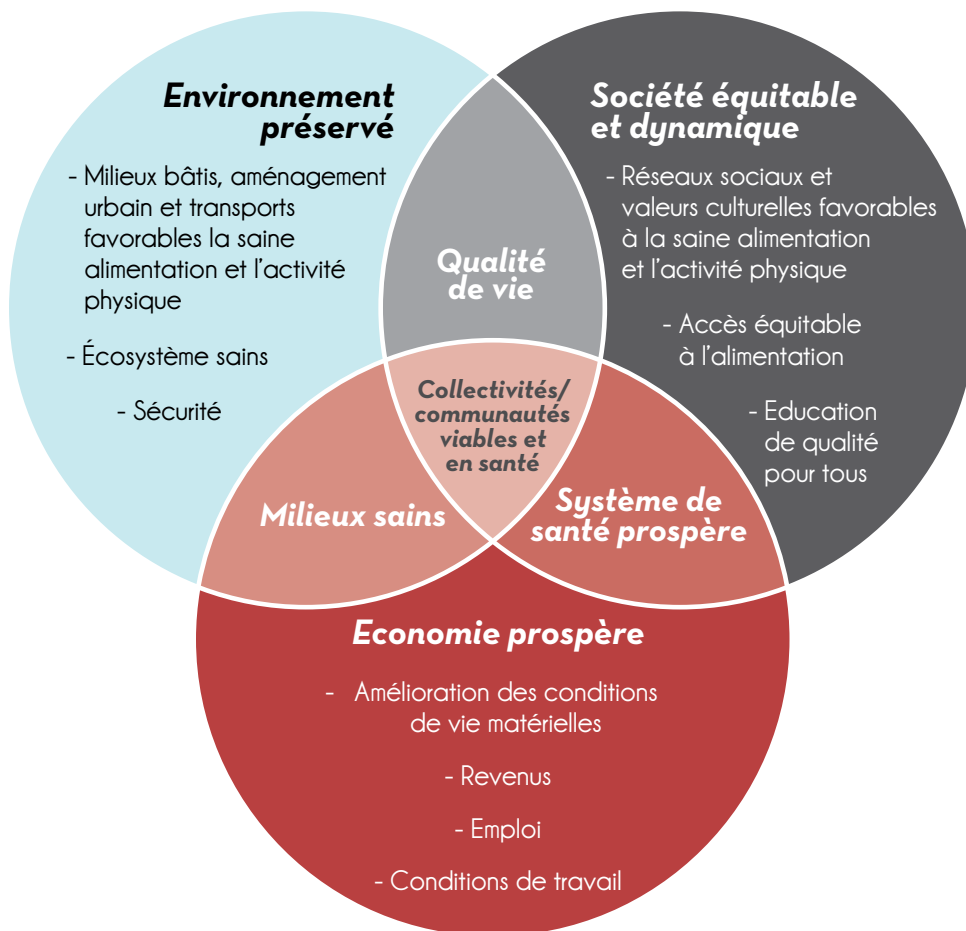 Environnement
préservé
- Milieux bâtis, aménagement
urbain et transports
favorables la saine
alimentation et l'activité
physique
- Écosystème sains
- Sécurité
Société équitable
et dynamique
- Réseaux sociaux et
valeurs culturelles favorables
à la saine alimentation
et l'activité physique
- Accès équitable
à l'alimentation
- Education
de qualité
pour tous
Qualité
de vie
Collectivités/
communautés
viables et
en santé
Milieux sains
Système de
santé prospère
Economie prospère
- Amélioration des conditions
de vie matérielles
- Revenus
- Emploi
- Conditions de travail